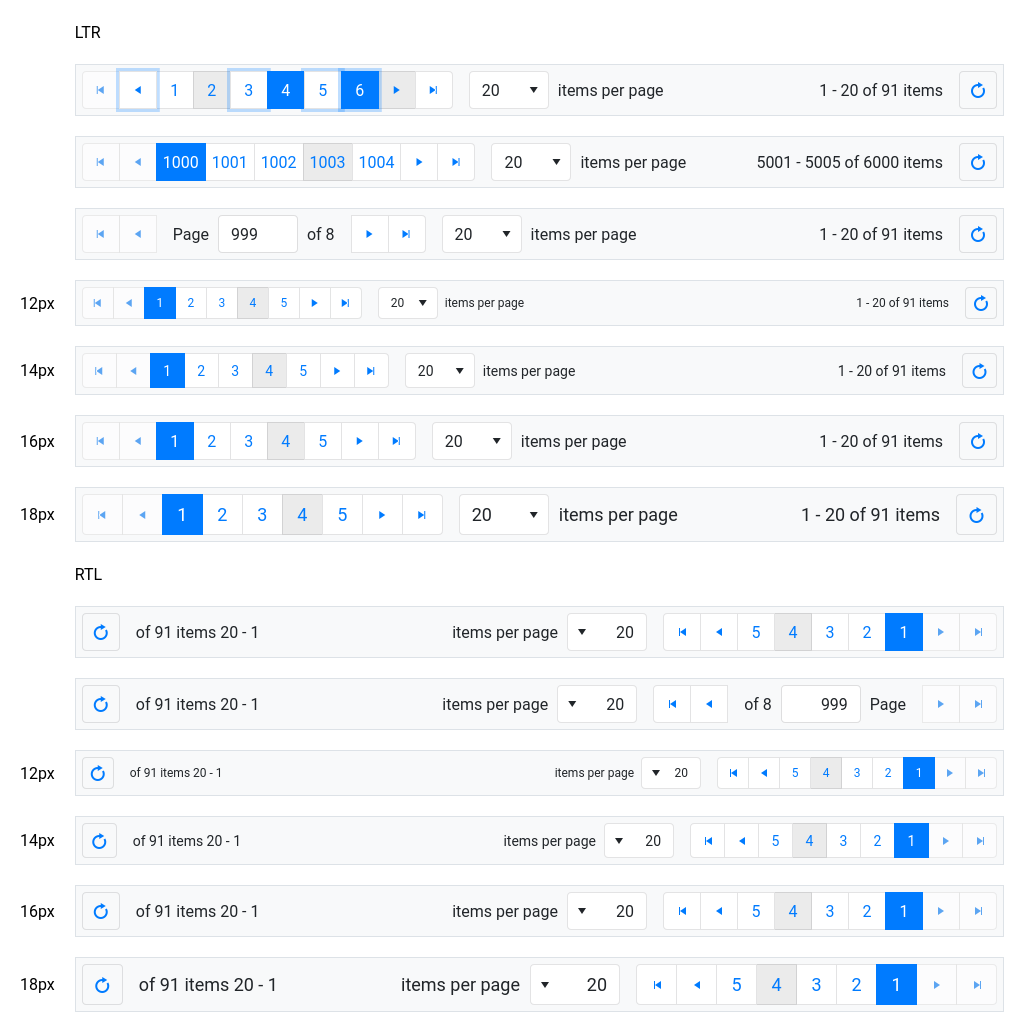 LTR
1 2 3 4 5 6 20 items per page 1 - 20 of 91 items
1000 1001 1002 1003 1004 20 items per page 5001 - 5005 of 6000 items
Page 999 of 8 20 items per page 1 - 20 of 91 items
12px 1 2 3 4 5 20 items per page 1 - 20 of 91 items
14px 1 2 3 4 5 20 items per page 1 - 20 of 91 items
16px 1 2 3 4 5 20 items per page 1 - 20 of 91 items
18px 1 2 3 4 5 20 items per page 1 - 20 of 91 items
RTL
of 91 items 20 - 1 items per page 20 5 4 3 2 1
of 91 items 20 - 1 items per page 20 of 8 999 Page
12px of 91 items 20 - 1 items per page 20 5 4 3 2 1
14px of 91 items 20 - 1 items per page 20 5 4 3 2 1
16px of 91 items 20 - 1 items per page 20 5 4 3 2 1
18px of 91 items 20 - 1 items per page 20 5 4 3 2 1